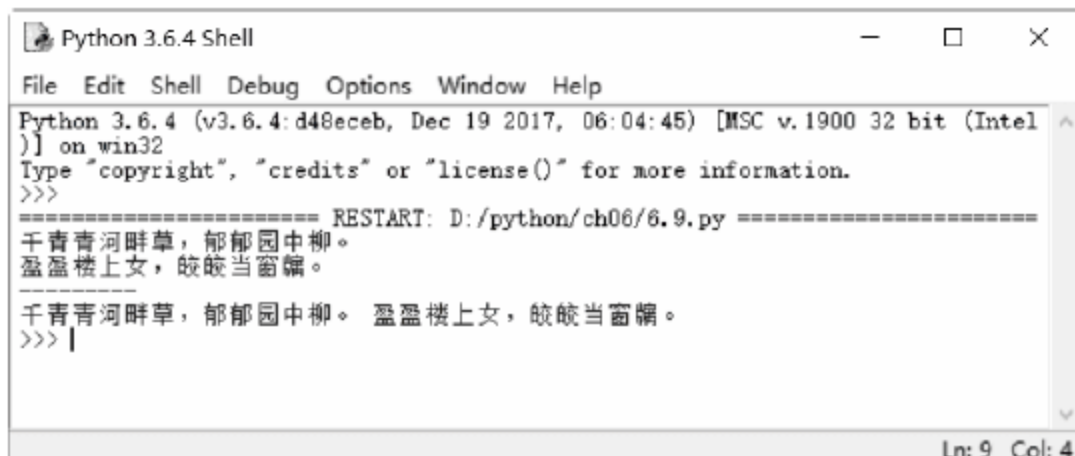 Python 3.6.4 Shell
File Edit Shell Debug Options Window Help
Python 3.6.4 (v3.6.4:d48eceb, Dec 19 2017, 06:04:45) [MSC v.1900 32 bit (Intel
)] on win32
Type "copyright", "credits" or "license()" for more information.
>>>
======================= RESTART: D:/python/ch06/6.9.py =======================
千青青河畔草，郁郁园中柳。
盈盈楼上女，皎皎当窗牖。
---------
千青青河畔草，郁郁园中柳。 盈盈楼上女，皎皎当窗牖。
>>>
Ln: 9 Col: 4